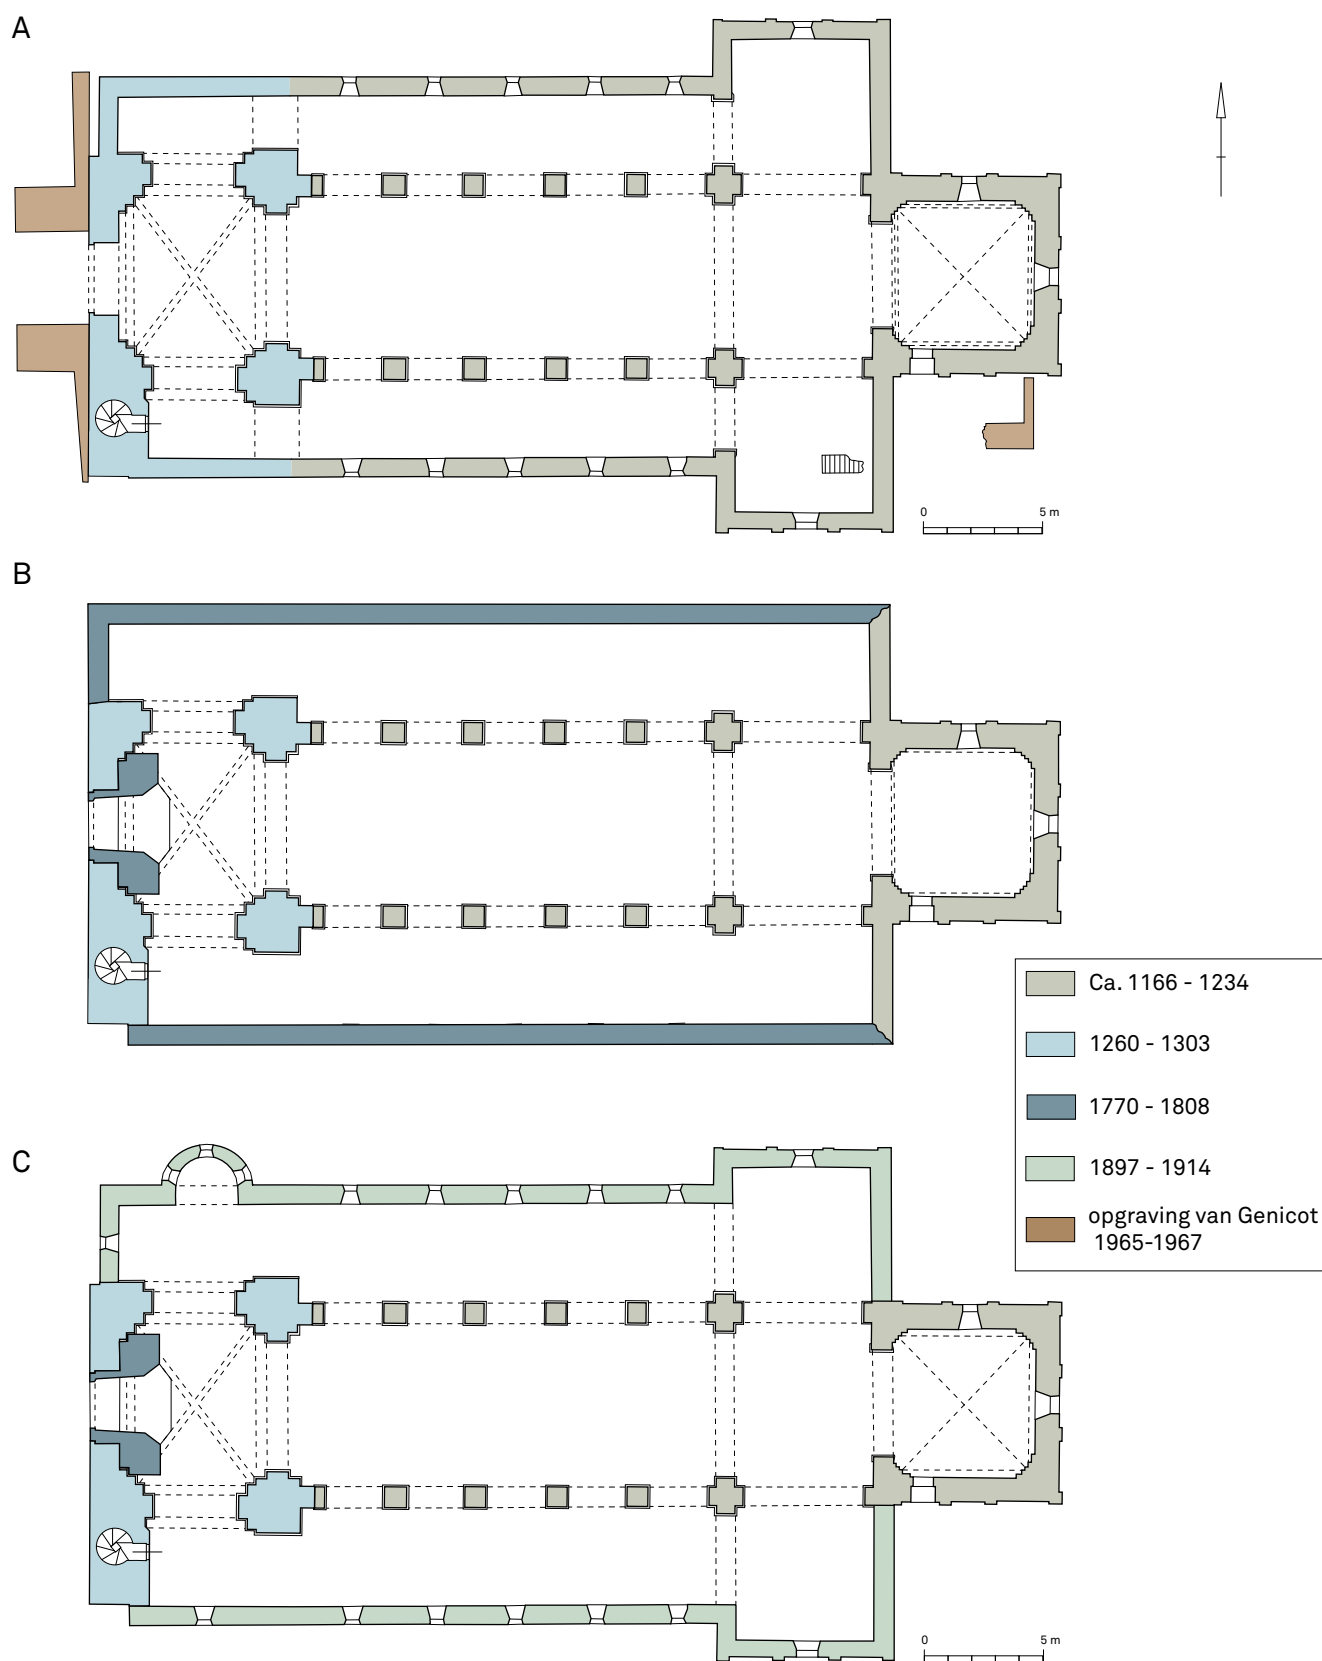 A
0 5 m
B
Ca. 1166 - 1234
1260 - 1303
1770 - 1808
1897 - 1914
opgraving van Genicot
1965-1967
C
0 5 m